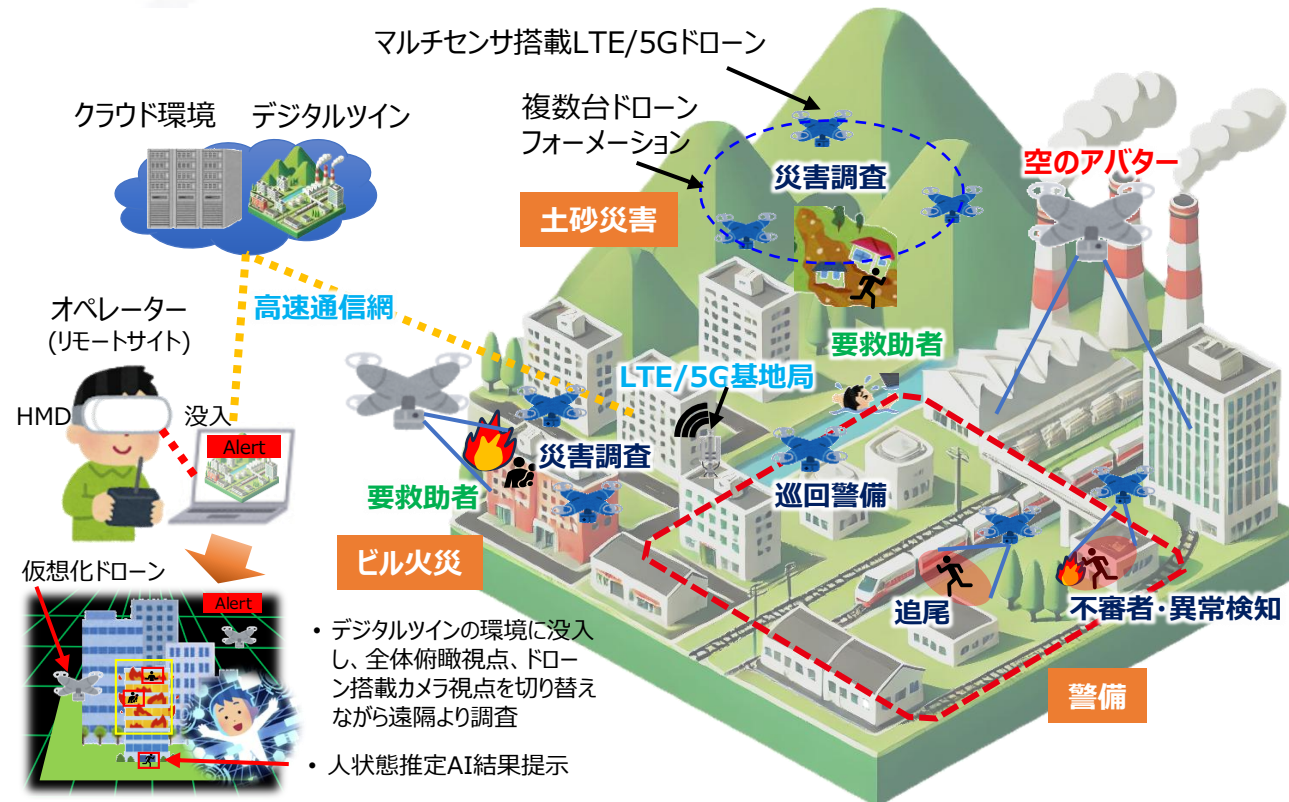 マルチセンサ搭載LTE/5Gドローン
複数台ドローン
フォーメーション
クラウド環境
デジタルツイン
災害調査
空のアバター
土砂災害
高速通信網
オペレーター
(リモートサイト)
要救助者
LTE/5G基地局
HMD
没入
Alert
災害調査
要救助者
巡回警備
ビル火災
追尾
不審者・異常検知
警備
仮想化ドローン
Alert
・デジタルツインの環境に没入
し、全体俯瞰視点、ドロー
ン搭載カメラ視点を切り替え
ながら遠隔より調査
・人状態推定AI結果提示